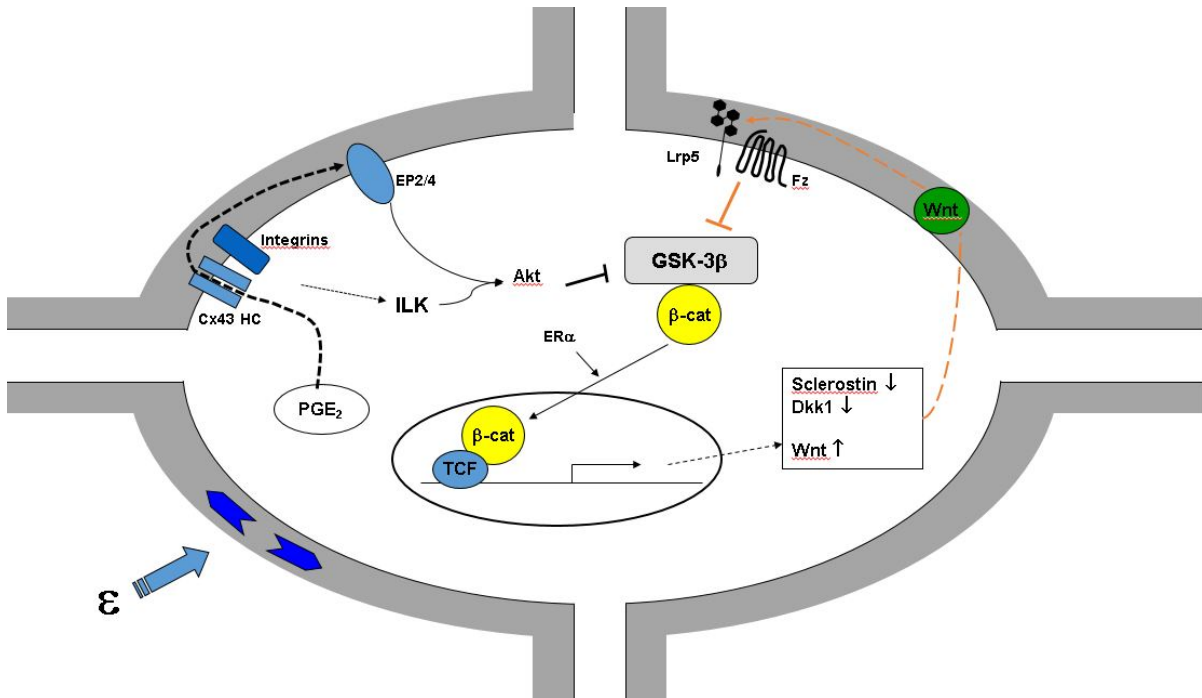 Lrp5
Fz
EP2/4
Wnt
Integrins
GSK-3β
Akt
ILK
Cx43 HC
β-cat
ERα
PGE₂
Sclerostin ↓
Dkk1 ↓
Wnt ↑
β-cat
TCF
ε